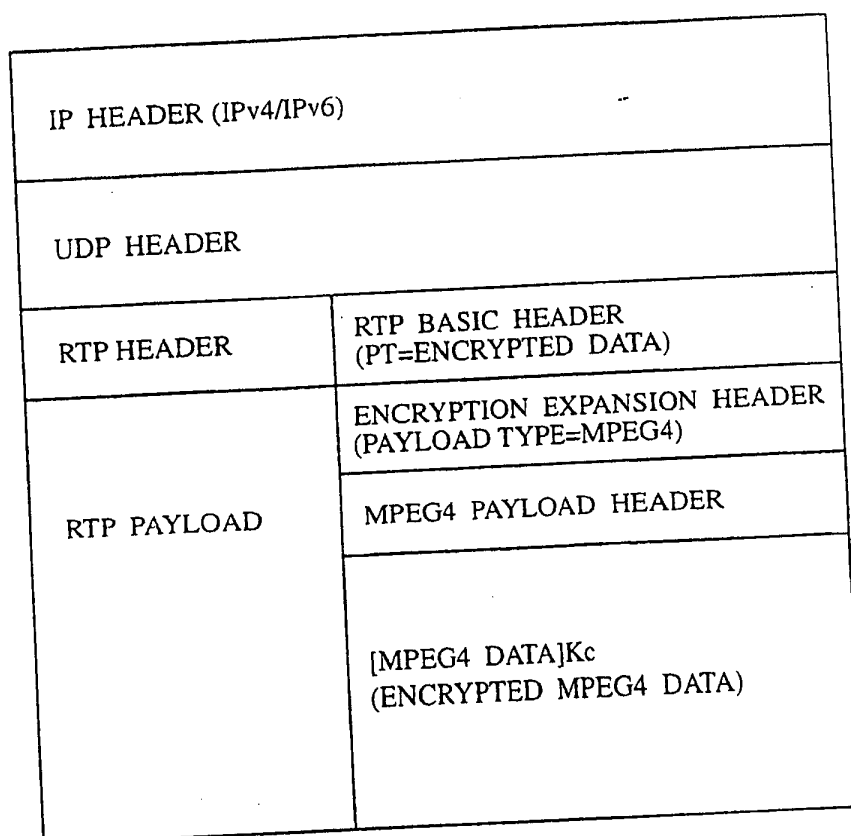 IP HEADER (IPv4/IPv6)
UDP HEADER
RTP HEADER
RTP BASIC HEADER
(PT=ENCRYPTED DATA)
ENCRYPTION EXPANSION HEADER
(PAYLOAD TYPE=MPEG4)
RTP PAYLOAD
MPEG4 PAYLOAD HEADER
[MPEG4 DATA]Kc
(ENCRYPTED MPEG4 DATA)